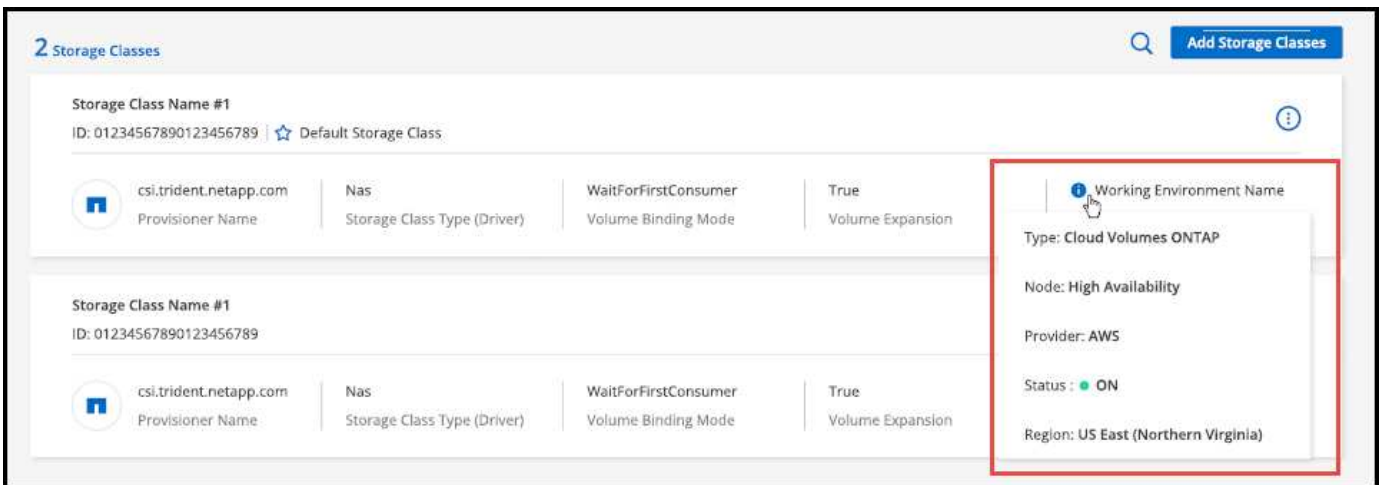 2 Storage Classes
Add Storage Classes
Storage Class Name #1
ID: 01234567890123456789 | Default Storage Class
csi.trident.netapp.com
Nas
WaitForFirstConsumer
True
Working Environment Name
Provisioner Name
Storage Class Type (Driver)
Volume Binding Mode
Volume Expansion
Type: Cloud Volumes ONTAP
Node: High Availability
Provider: AWS
Status : ON
Region: US East (Northern Virginia)
Storage Class Name #1
ID: 01234567890123456789
csi.trident.netapp.com
Nas
WaitForFirstConsumer
True
Provisioner Name
Storage Class Type (Driver)
Volume Binding Mode
Volume Expansion